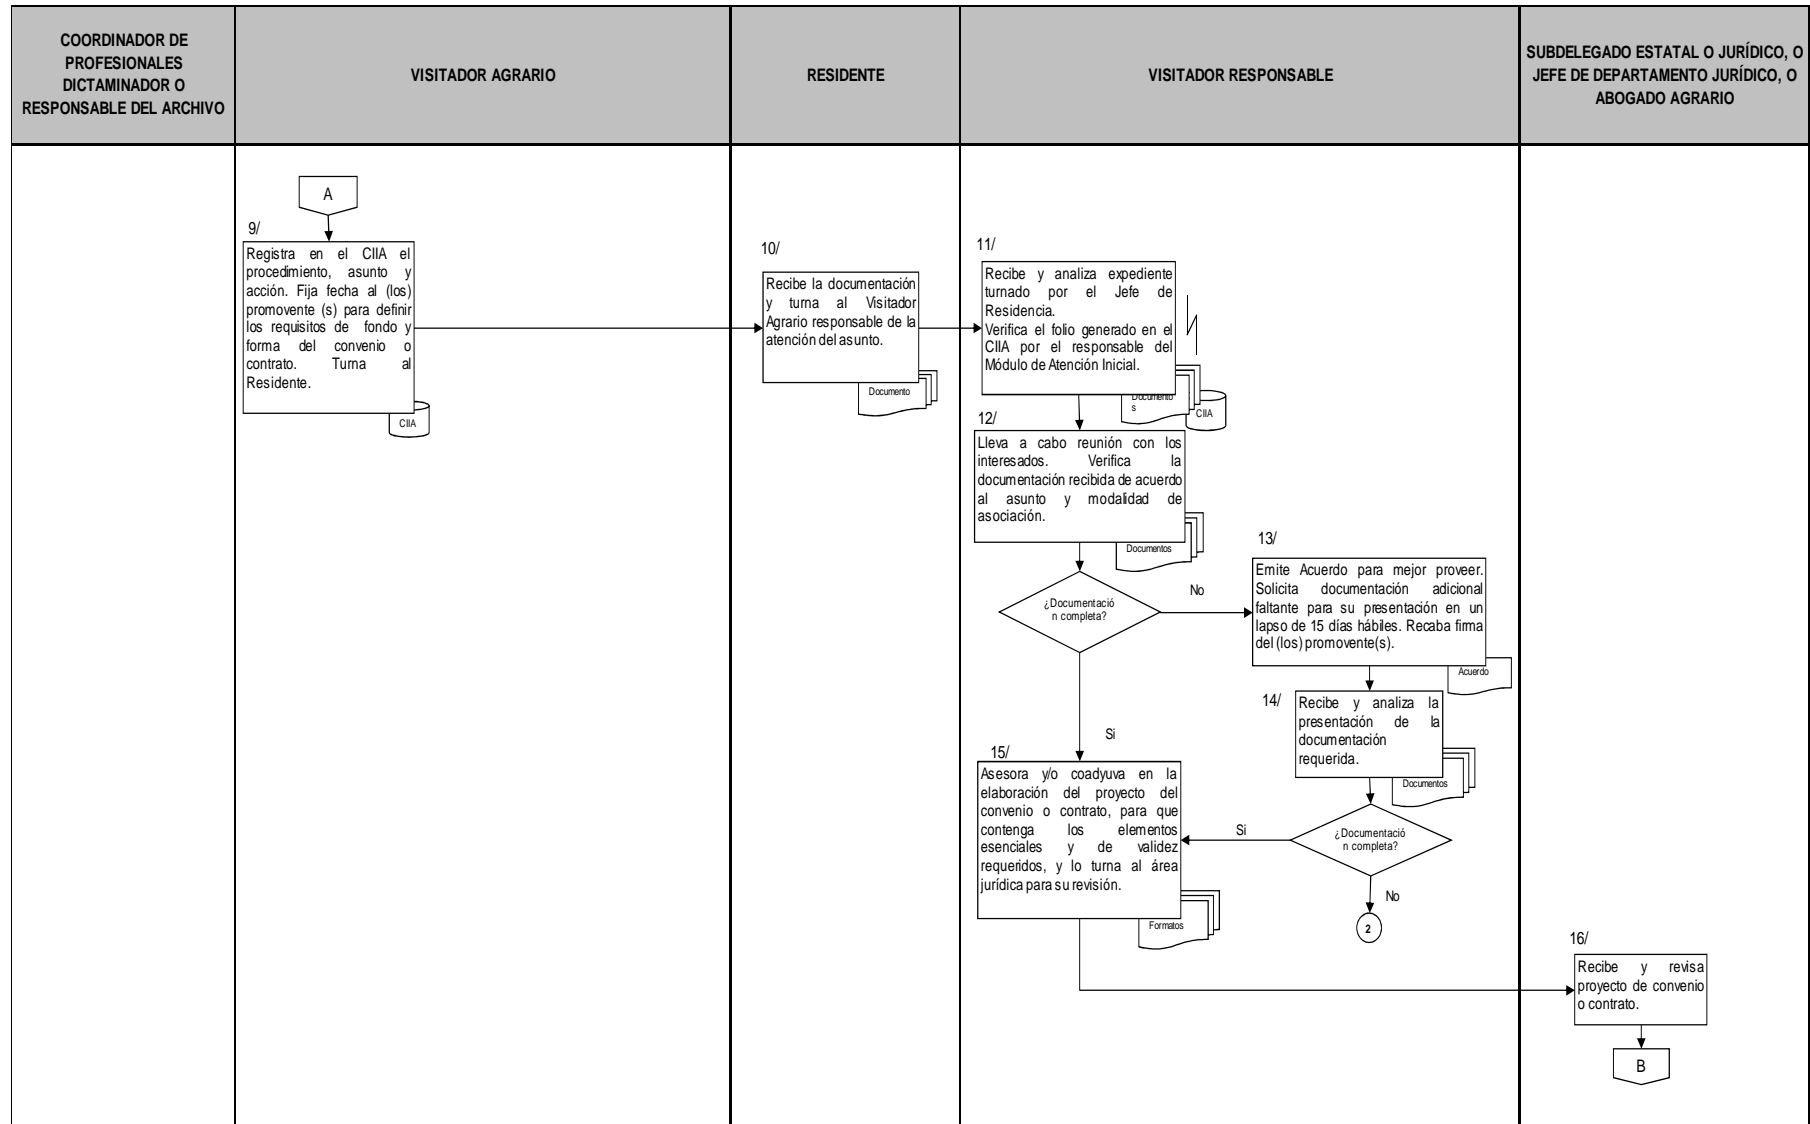 COORDINADOR DE
PROFESIONALES
DICTAMINADOR O
RESPONSABLE DEL ARCHIVO
VISITADOR AGRARIO
RESIDENTE
VISITADOR RESPONSABLE
SUBDELEGADO ESTATAL O JURÍDICO, O
JEFE DE DEPARTAMENTO JURÍDICO, O
ABOGADO AGRARIO
A
9/
Registra en el CIIA el
procedimiento, asunto y
acción. Fija fecha al (los)
promovente (s) para definir
los requisitos de fondo y
forma del convenio o
contrato. Turna al
Residente.
CIIA
10/
Recibe la documentación
y turna al Visitador
Agrario responsable de la
atención del asunto.
Documento
11/
Recibe y analiza expediente
turnado por el Jefe de
Residencia.
Verifica el folio generado en el
CIIA por el responsable del
Módulo de Atención Inicial.
Documento
s
CIIA
12/
Lleva a cabo reunión con los
interesados. Verifica la
documentación recibida de acuerdo
al asunto y modalidad de
asociación.
Documentos
¿Documentació
n completa?
No
13/
Emite Acuerdo para mejor proveer.
Solicita documentación adicional
faltante para su presentación en un
lapso de 15 días hábiles. Recaba firma
del (los) promovente(s).
Acuerdo
14/
Recibe y analiza la
presentación de la
documentación
requerida.
Documentos
Si
15/
Asesora y/o coadyuva en la
elaboración del proyecto del
convenio o contrato, para que
contenga los elementos
esenciales y de validez
requeridos, y lo turna al área
jurídica para su revisión.
Formatos
Si
¿Documentació
n completa?
No
2
16/
Recibe y revisa
proyecto de convenio
o contrato.
B